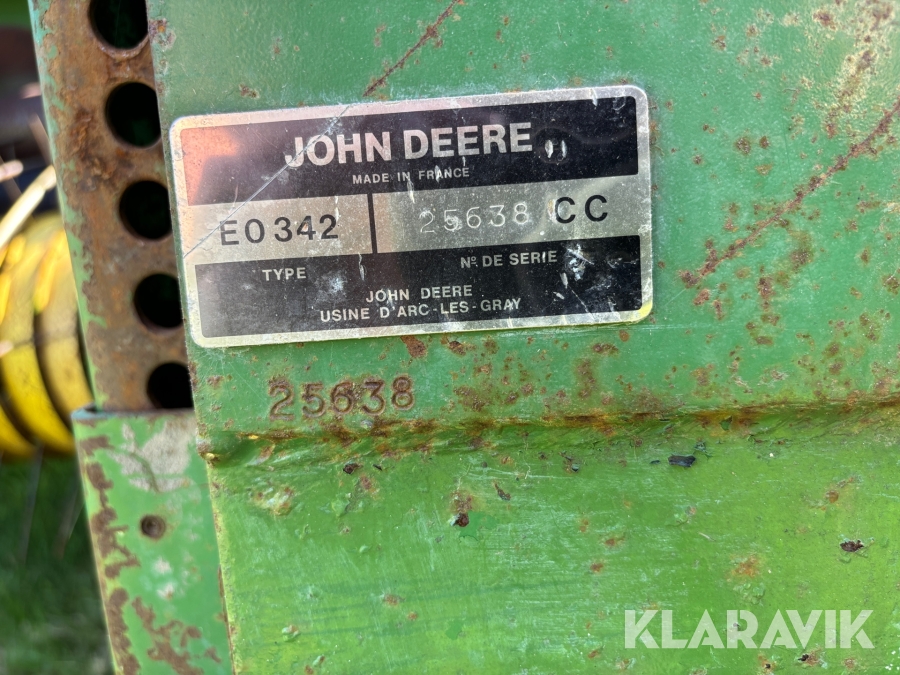 JOHN DEERE
MADE IN FRANCE
E0342 25638 CC
TYPE Nº. DE SERIE
JOHN DEERE
USINE D'ARC-LES-GRAY
25638
KLARAVIK